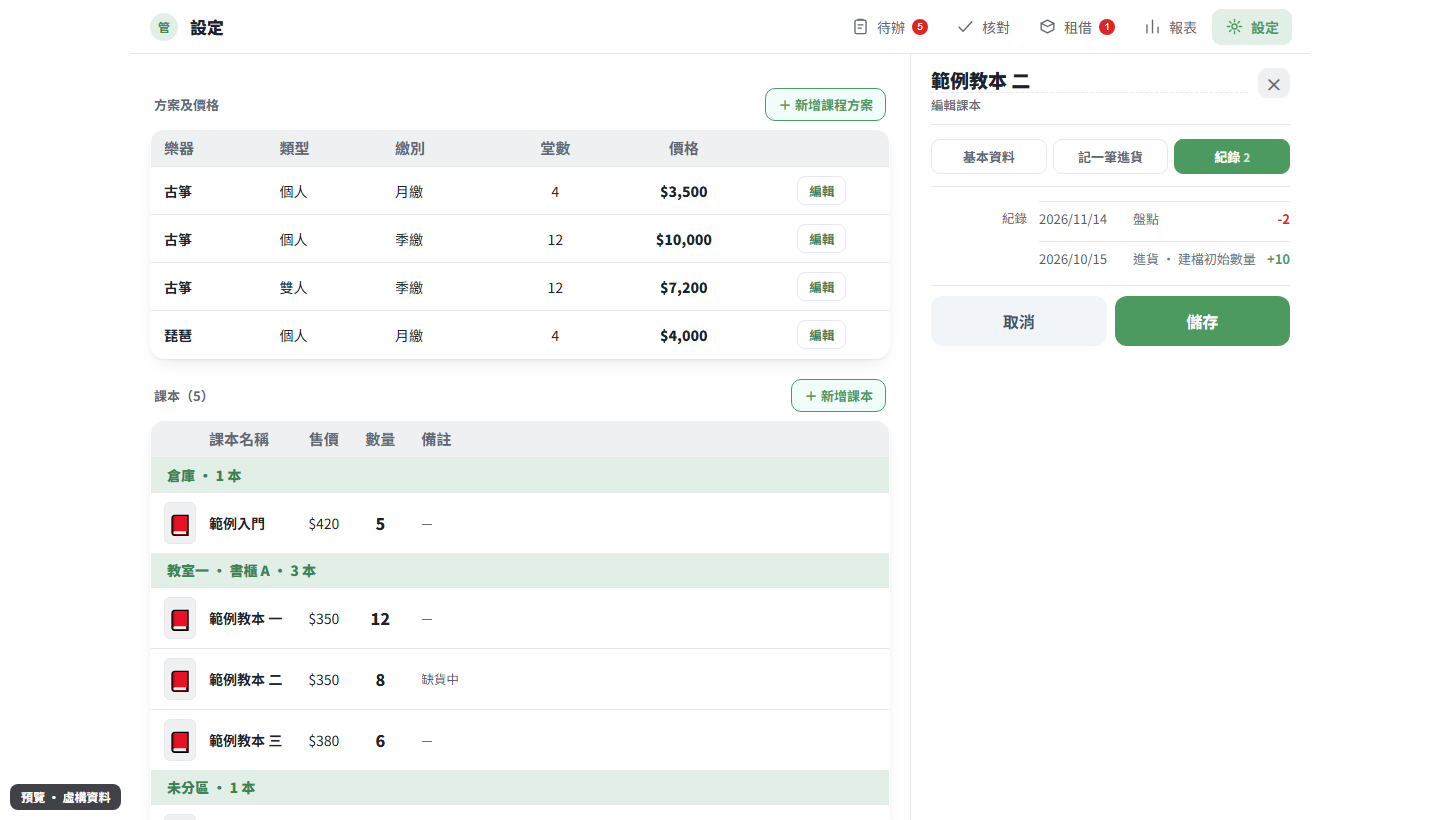 管 設定
待辦 5 核對 租借 1 報表 設定
方案及價格
+ 新增課程方案
樂器 類型 繳別 堂數 價格
古箏 個人 月繳 4 $3,500 編輯
古箏 個人 季繳 12 $10,000 編輯
古箏 雙人 季繳 12 $7,200 編輯
琵琶 個人 月繳 4 $4,000 編輯
課本（5）
+ 新增課本
課本名稱 售價 數量 備註
倉庫 · 1 本
範例入門 $420 5 —
教室一 · 書櫃 A · 3 本
範例教本 一 $350 12 —
範例教本 二 $350 8 缺貨中
範例教本 三 $380 6 —
未分區 · 1 本
範例教本 二
編輯課本
基本資料 記一筆進貨 紀錄 2
紀錄 2026/11/14 盤點 -2
2026/10/15 進貨 · 建檔初始數量 +10
取消 儲存
預覽 · 虛構資料